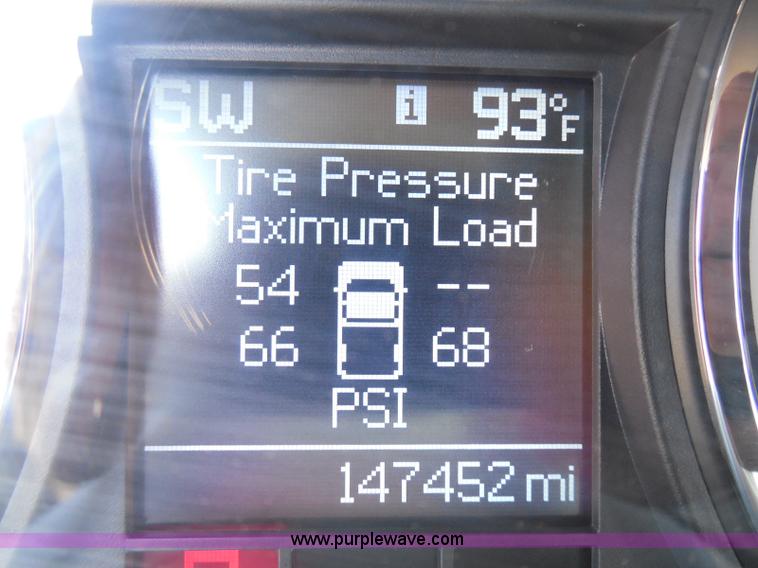 SW i 93°F
Tire Pressure
Maximum Load
54 --
66 68
PSI
147452 mi
www.purplewave.com